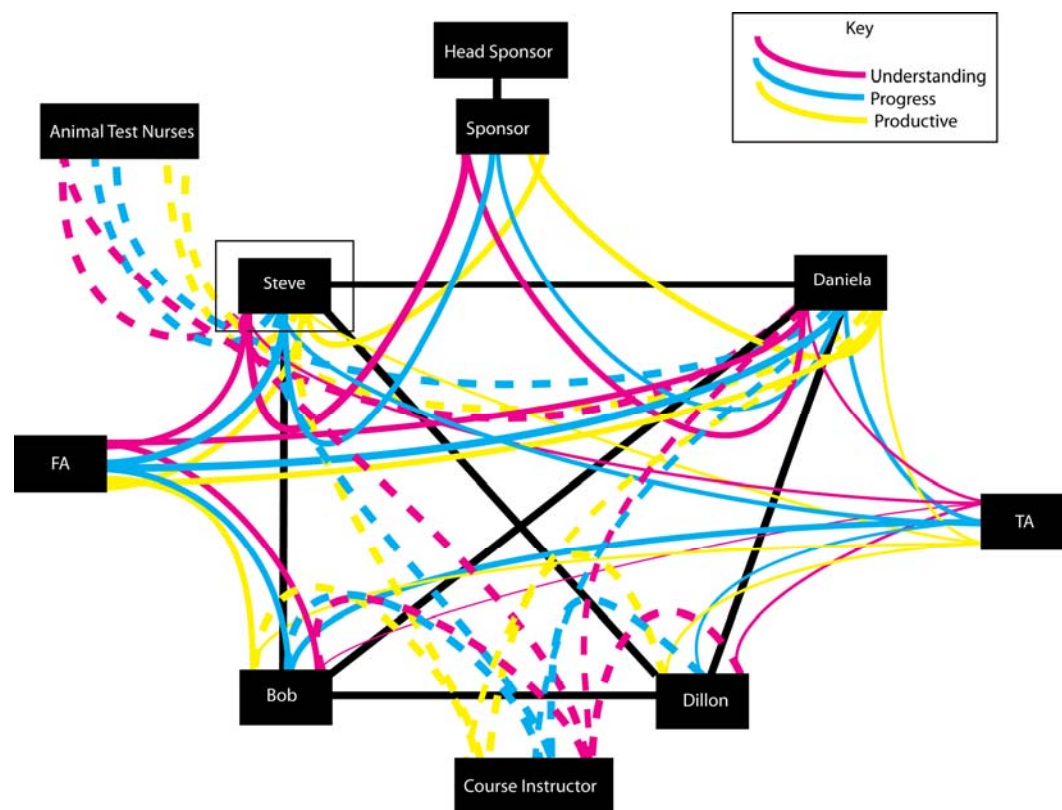 Head Sponsor
Key
Understanding
Progress
Productive
Animal Test Nurses
Sponsor
Steve
Daniela
FA
TA
Bob
Dillon
Course Instructor